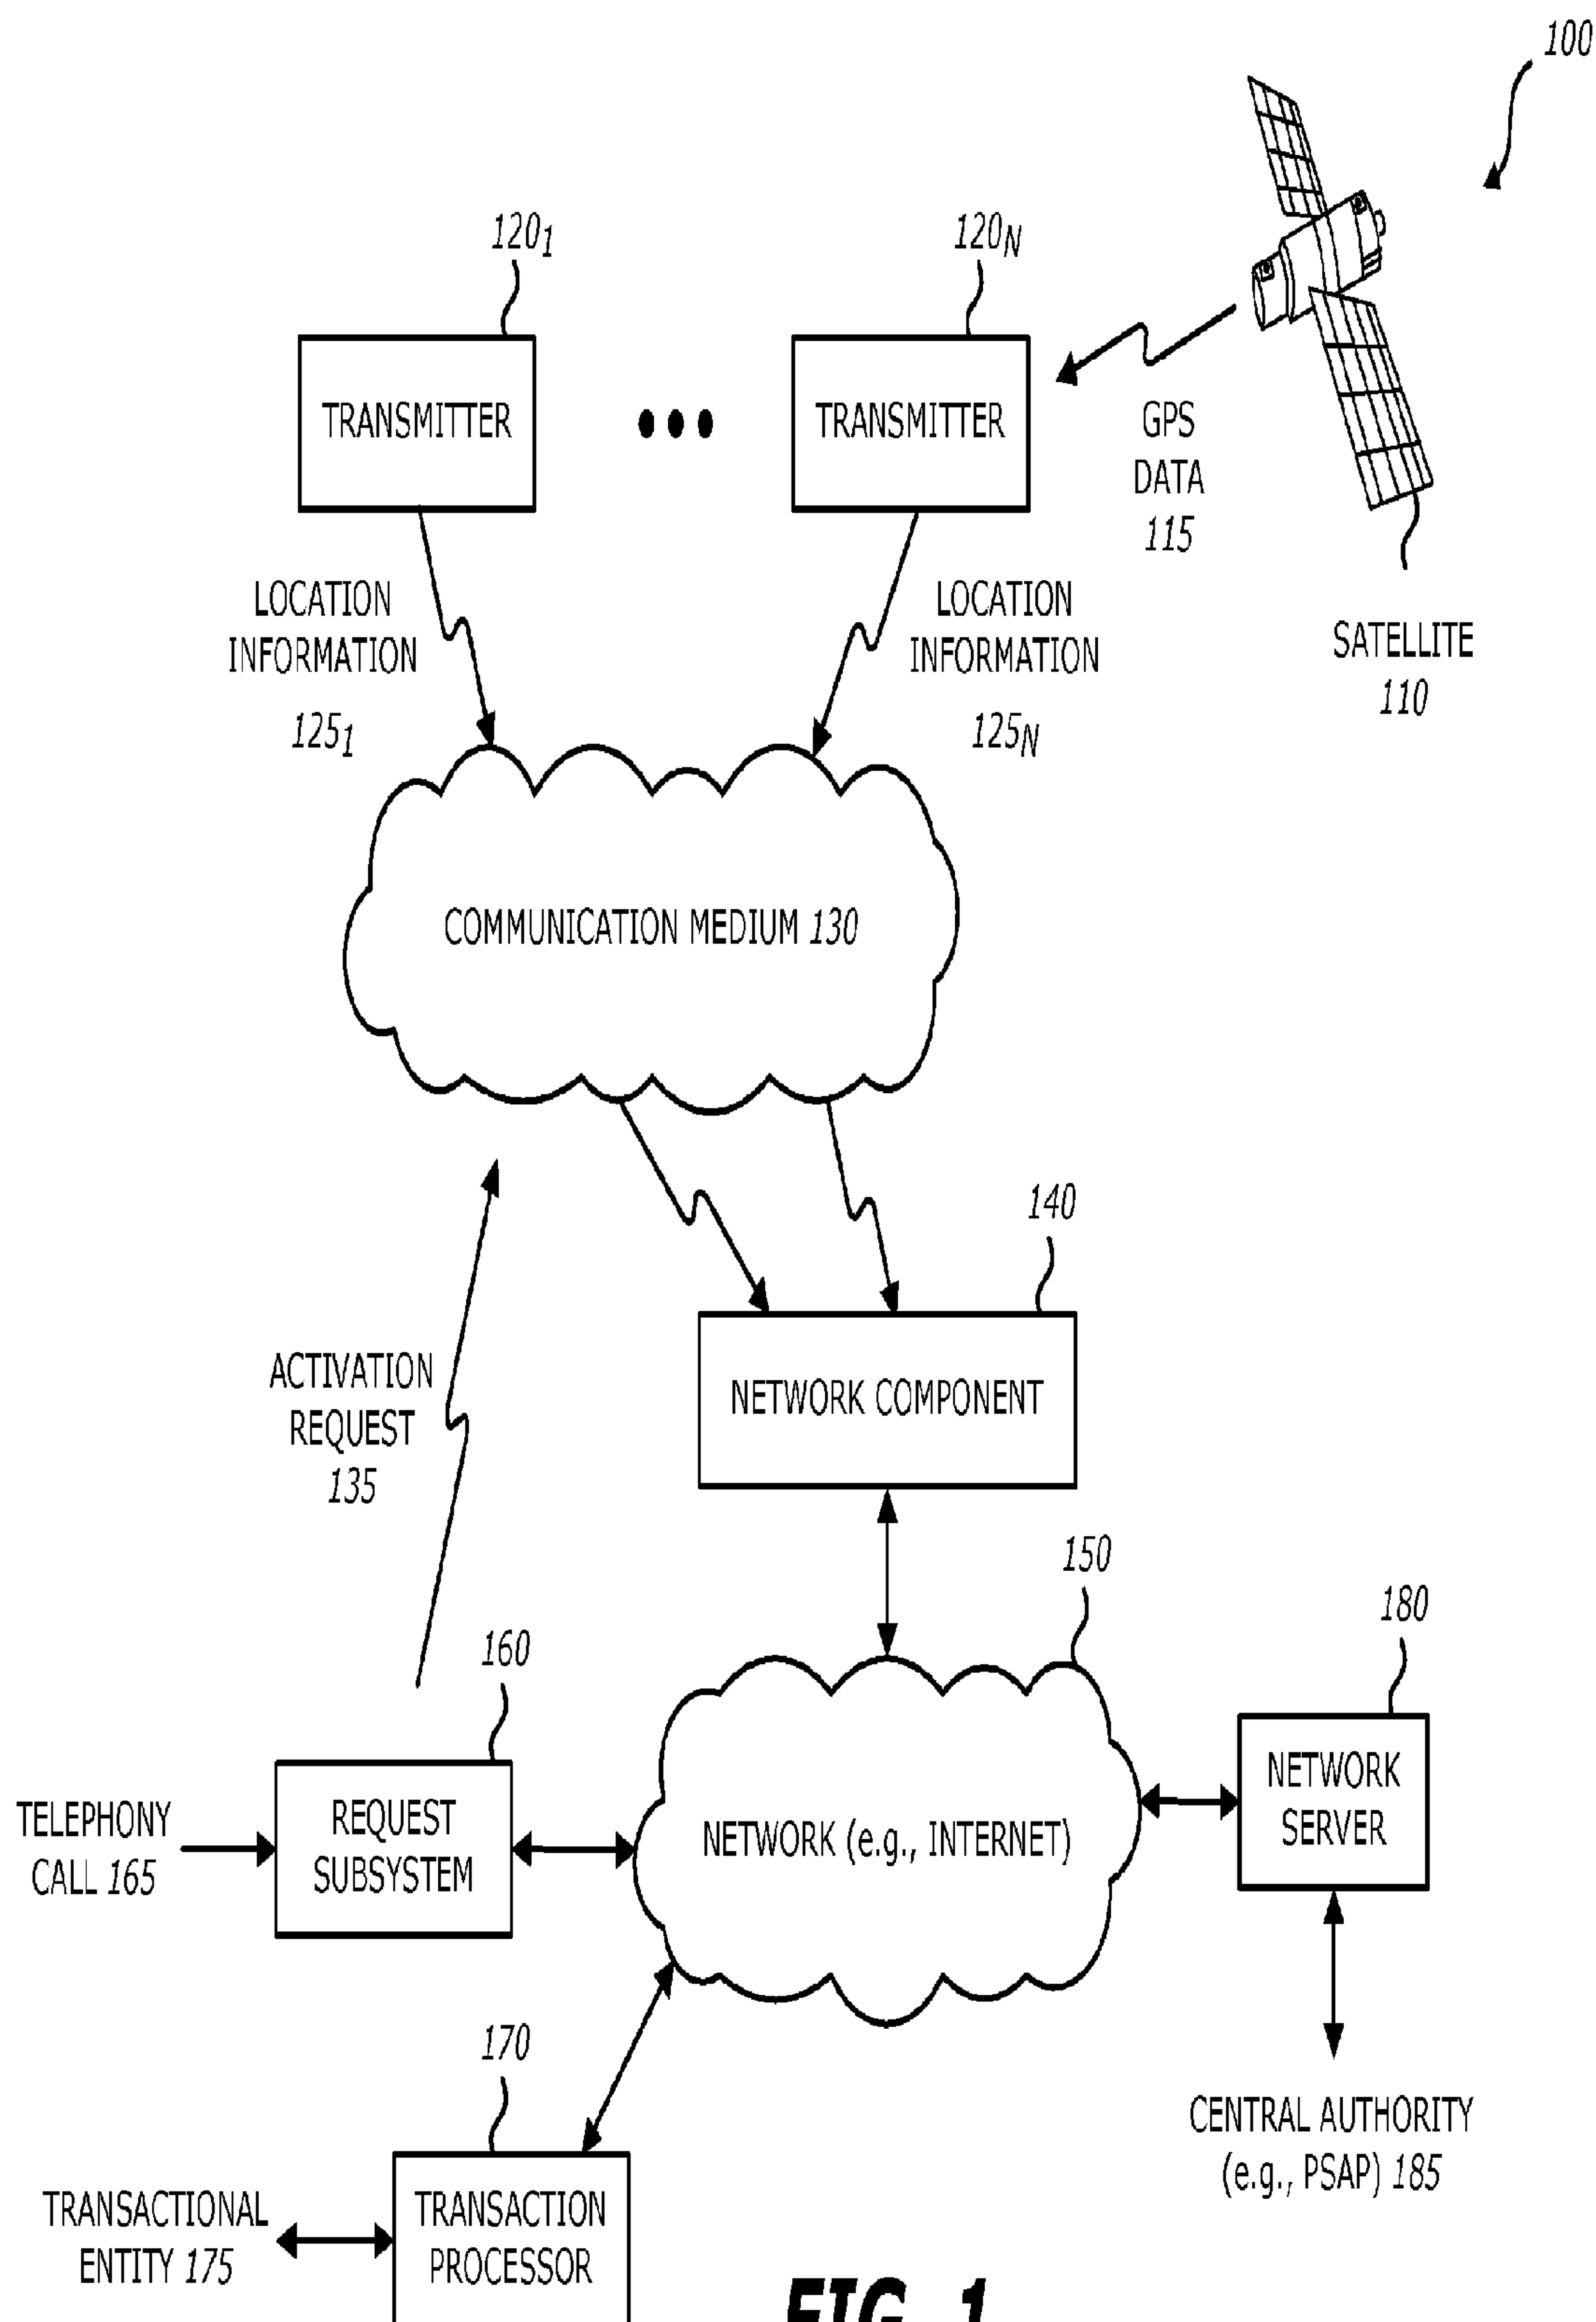 100
120₁
120N
TRANSMITTER
TRANSMITTER
GPS
DATA
115
LOCATION
INFORMATION
125₁
LOCATION
INFORMATION
125N
SATELLITE
110
COMMUNICATION MEDIUM 130
140
ACTIVATION
REQUEST
135
NETWORK COMPONENT
150
180
160
NETWORK
SERVER
TELEPHONY
CALL 165
REQUEST
SUBSYSTEM
NETWORK (e.g., INTERNET)
170
CENTRAL AUTHORITY
(e.g., PSAP) 185
TRANSACTIONAL
ENTITY 175
TRANSACTION
PROCESSOR
FIG. 1